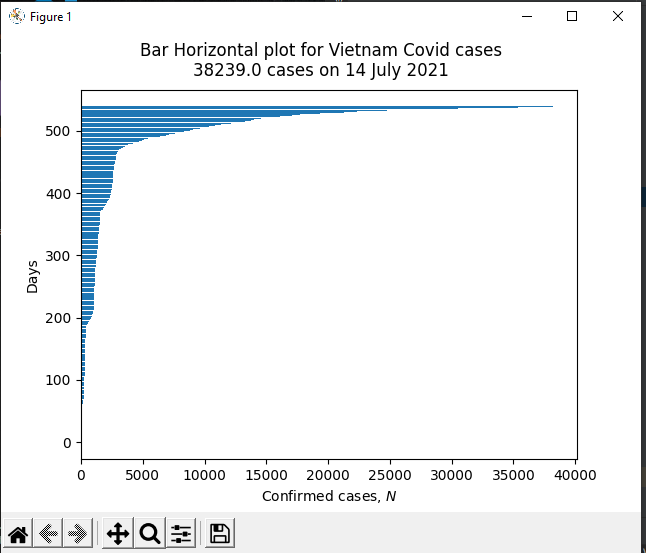 Figure 1
Bar Horizontal plot for Vietnam Covid cases
38239.0 cases on 14 July 2021
500
400
300
200
100
0
Days
0 5000 10000 15000 20000 25000 30000 35000 40000
Confirmed cases, N